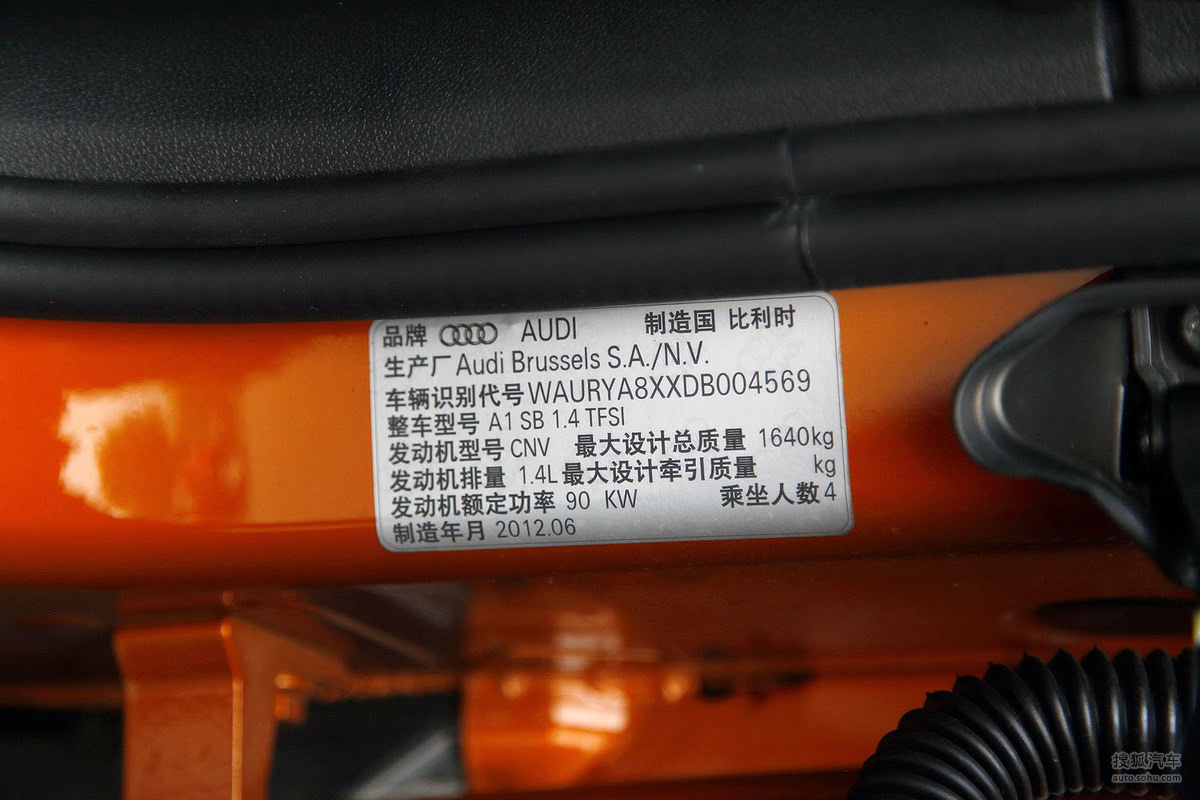 品牌 AUDI 制造国 比利时
生产厂 Audi Brussels S.A./N.V.
车辆识别代号 WAURYA8XXDB004569
整车型号 A1 SB 1.4 TFSI
发动机型号 CNV 最大设计总质量 1640kg
发动机排量 1.4L 最大设计牵引质量 kg
发动机额定功率 90 KW 乘坐人数 4
制造年月 2012.06
搜狐汽车
auto.sohu.com